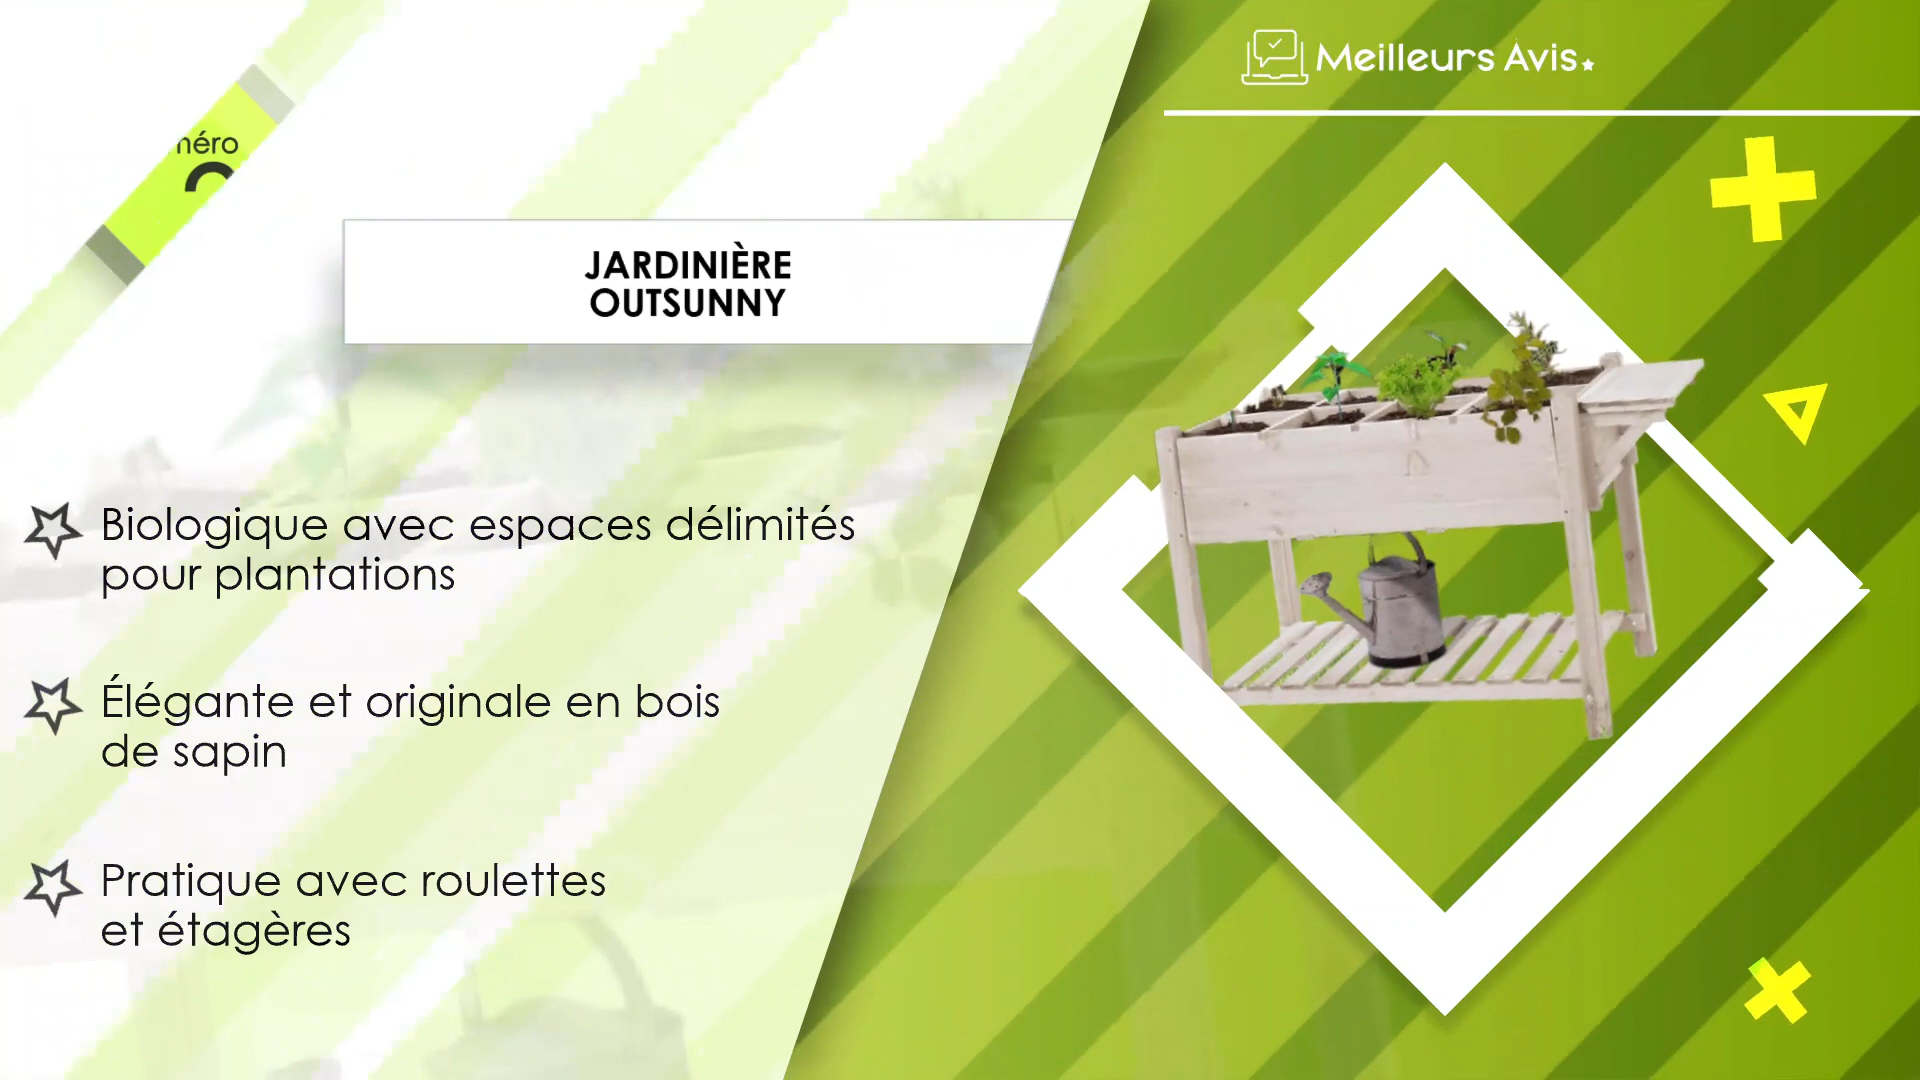 Meilleurs Avis
JARDINIÈRE
OUTSUNNY
Biologique avec espaces délimités
pour plantations
Élégante et originale en bois
de sapin
Pratique avec roulettes
et étagères